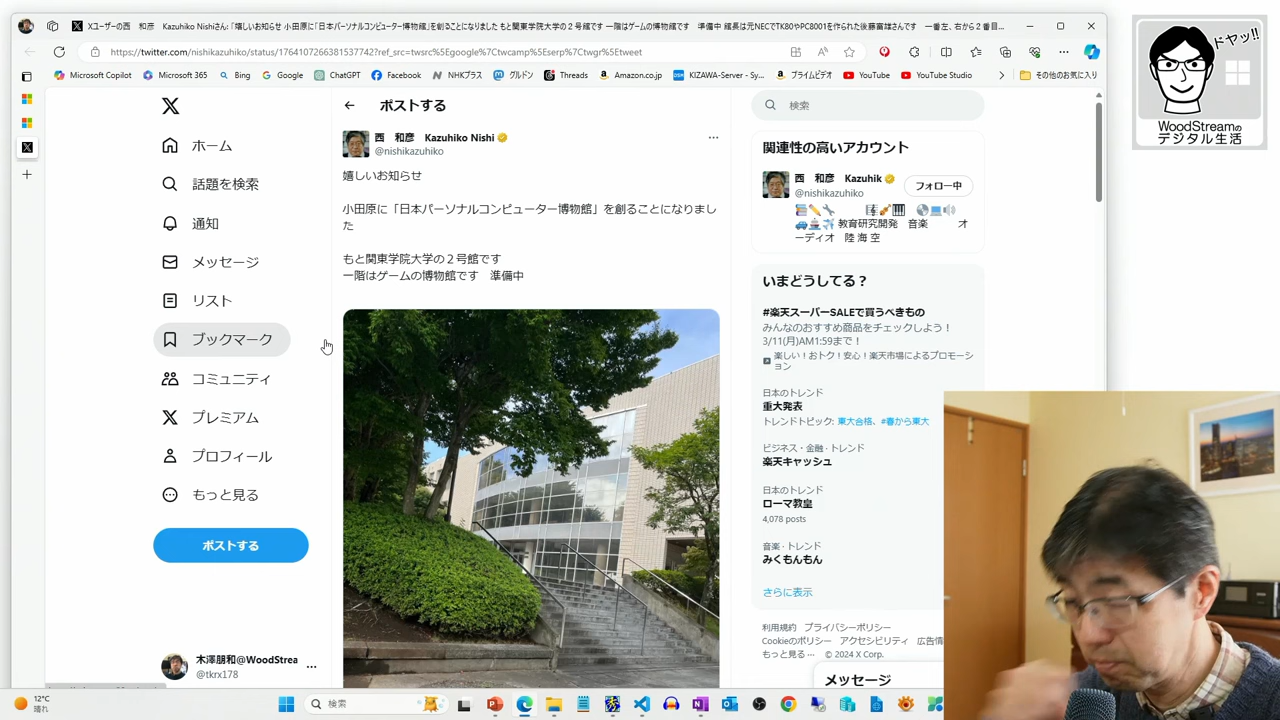 Xユーザーの西　和彦　Kazuhiko Nishiさん:「嬉しいお知らせ 小田原に「日本パーソナルコンピューター博物館」を創ることになりました もと関東学院大学の２号館です 一階はゲームの博物館です　準備中 館長は元NECでTK80やPC8001を作られた後藤富雄さんです　一番左、右から２番目...
https://twitter.com/nishikazuhiko/status/1764107266381537742?ref_src=twsrc%5Egoogle%7Ctwcamp%5Eserp%7Ctwgr%5Etweet
Microsoft Copilot Microsoft 365 Bing Google ChatGPT Facebook NHKプラス グルドン Threads Amazon.co.jp KIZAWA-Server - Sy... プライムビデオ YouTube YouTube Studio その他のお気に入り
ドヤッ!!
WoodStreamの
デジタル生活
ホーム
話題を検索
通知
メッセージ
リスト
ブックマーク
コミュニティ
プレミアム
プロフィール
もっと見る
ポストする
木澤朋和@WoodStrea
@tkrx178
ポストする
西　和彦　Kazuhiko Nishi
@nishikazuhiko
嬉しいお知らせ
小田原に「日本パーソナルコンピューター博物館」を創ることになりまし
た
もと関東学院大学の２号館です
一階はゲームの博物館です　準備中
検索
関連性の高いアカウント
西　和彦　Kazuhik
@nishikazuhiko
フォロー中
教育研究開発　音楽　オ
ーディオ　陸 海 空
いまどうしてる？
#楽天スーパーSALEで買うべきもの
みんなのおすすめ商品をチェックしよう！
3/11(月)AM1:59まで！
楽しい！おトク！安心！楽天市場によるプロモーシ
ョン
日本のトレンド
重大発表
トレンドトピック: 東大合格、#春から東大
ビジネス・金融・トレンド
楽天キャッシュ
日本のトレンド
ローマ教皇
4,078 posts
音楽・トレンド
みくもんもん
さらに表示
利用規約　プライバシーポリシー
Cookieのポリシー　アクセシビリティ　広告情
もっと見る… © 2024 X Corp.
メッセージ
12°C
晴れ
検索